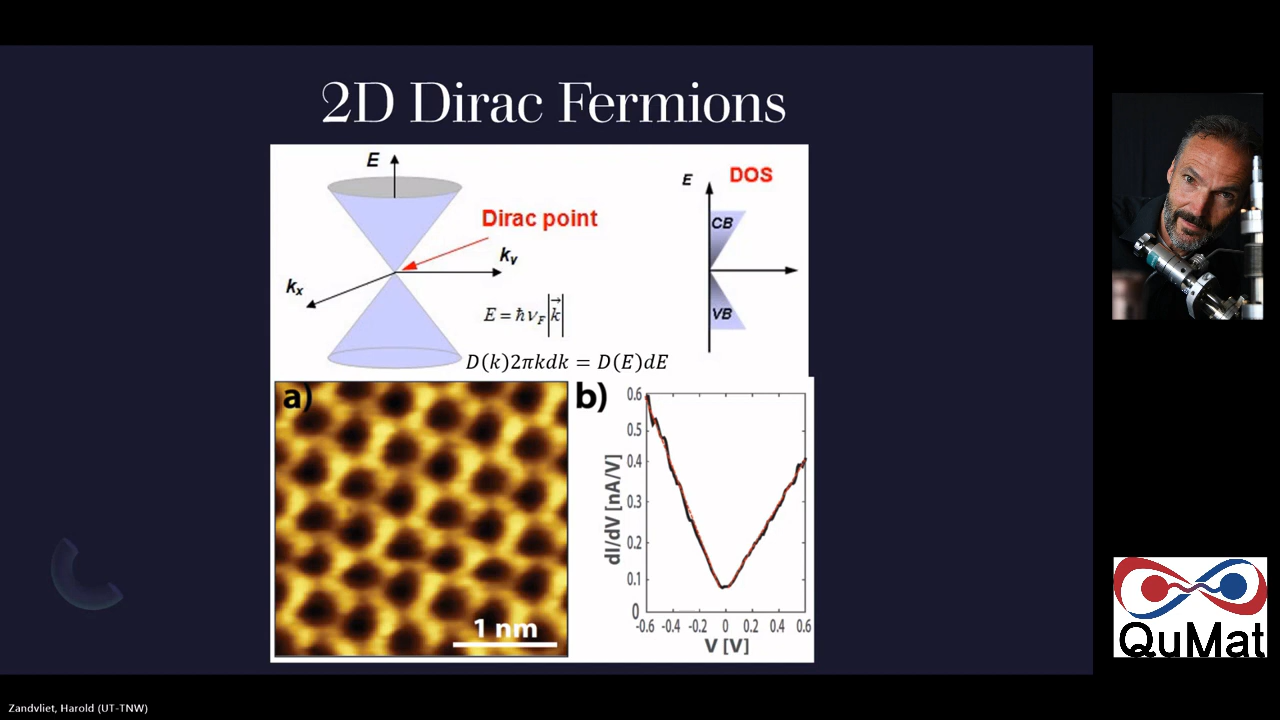 2D Dirac Fermions
E
Dirac point
k_y
k_x
E = ħν_F|k⃗|
D(k)2πkdk = D(E)dE
E
DOS
CB
VB
a)
1 nm
b)
dI/dV [nA/V]
0.6
0.5
0.4
0.3
0.2
0.1
0
-0.6 -0.4 -0.2 0 0.2 0.4 0.6
V [V]
QuMat
Zandvliet, Harold (UT-TNW)